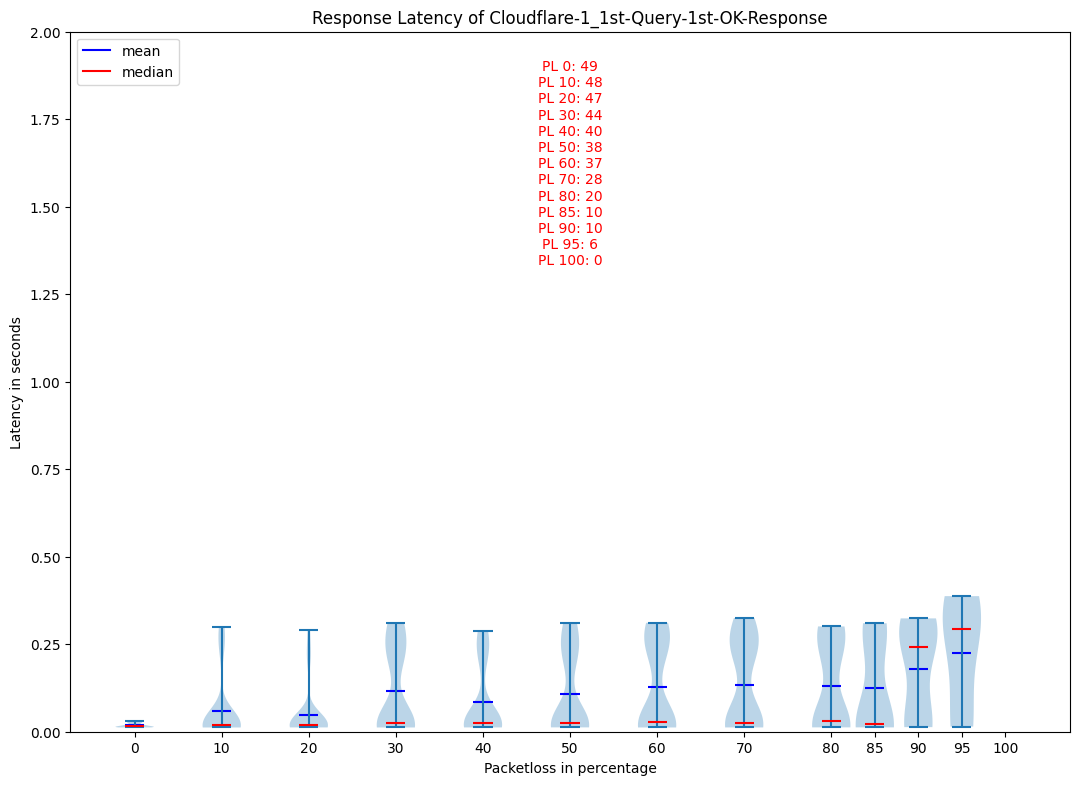 Response Latency of Cloudflare-1_1st-Query-1st-OK-Response
mean
median
PL 0: 49
PL 10: 48
PL 20: 47
PL 30: 44
PL 40: 40
PL 50: 38
PL 60: 37
PL 70: 28
PL 80: 20
PL 85: 10
PL 90: 10
PL 95: 6
PL 100: 0
Latency in seconds
2.00
1.75
1.50
1.25
1.00
0.75
0.50
0.25
0.00
0 10 20 30 40 50 60 70 80 85 90 95 100
Packetloss in percentage